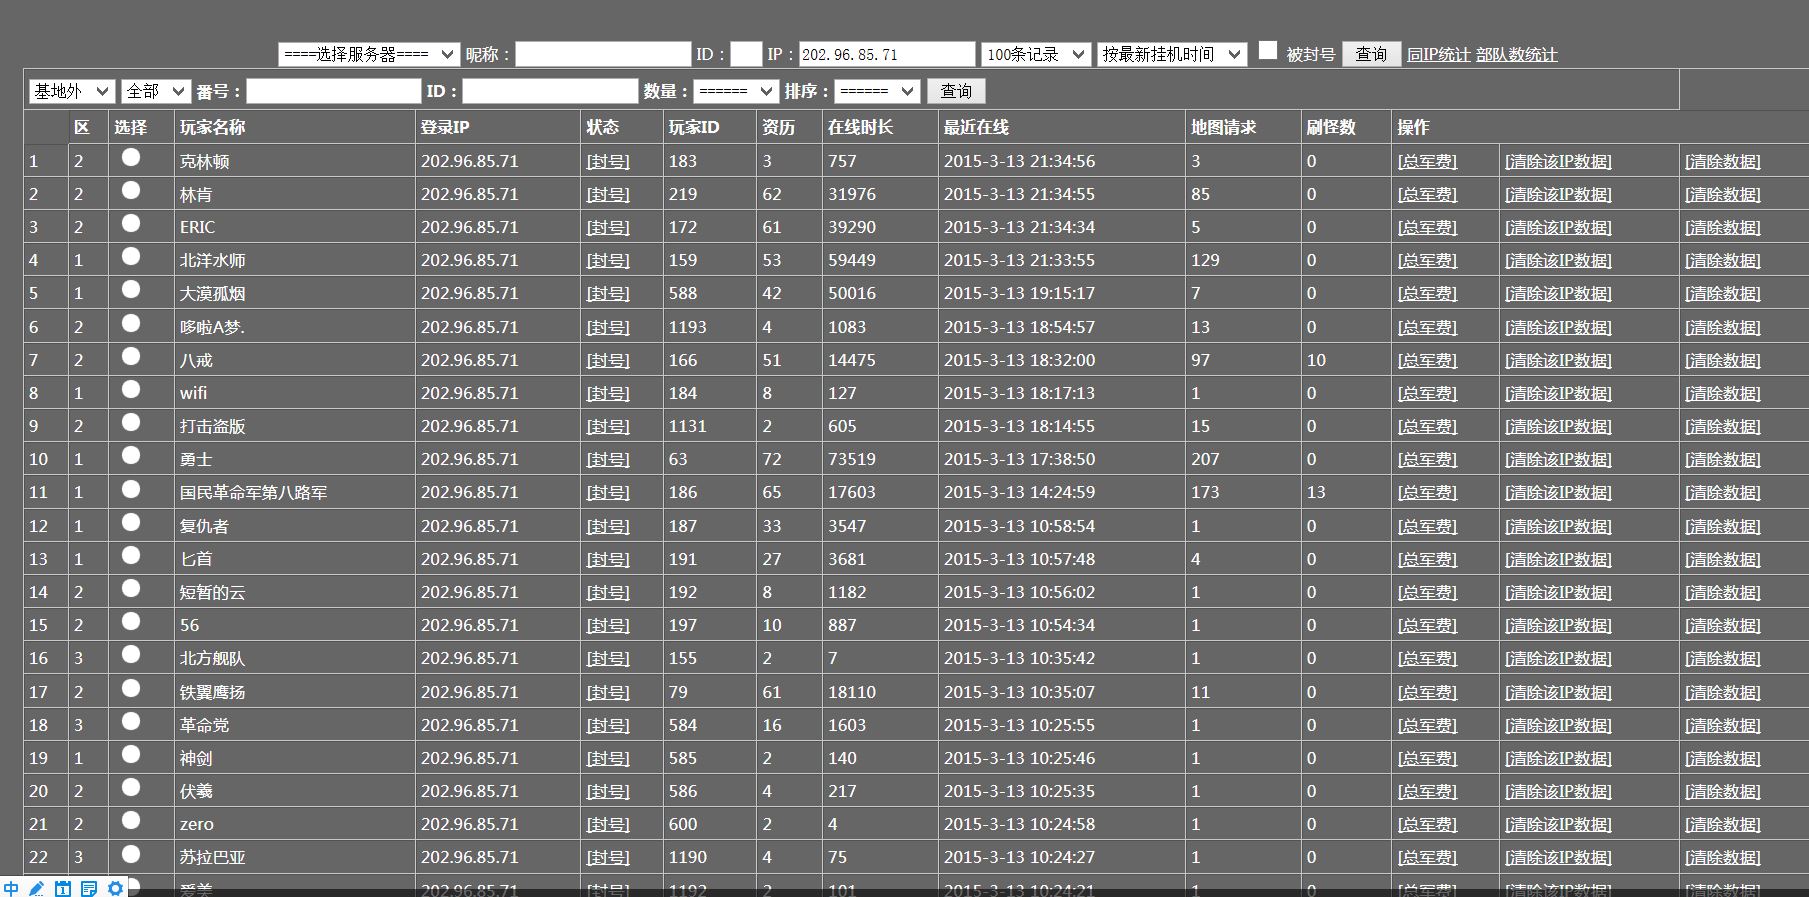 ====选择服务器==== 昵称： ID： IP：202.96.85.71 100条记录 按最新挂机时间 被封号 查询 同IP统计 部队数统计
基地外 全部 番号： ID： 数量：====== 排序：====== 查询
区 选择 玩家名称 登录IP 状态 玩家ID 资历 在线时长 最近在线 地图请求 刷怪数 操作
1 2 克林顿 202.96.85.71 [封号] 183 3 757 2015-3-13 21:34:56 3 0 [总军费] [清除该IP数据] [清除数据]
2 2 林肯 202.96.85.71 [封号] 219 62 31976 2015-3-13 21:34:55 85 0 [总军费] [清除该IP数据] [清除数据]
3 2 ERIC 202.96.85.71 [封号] 172 61 39290 2015-3-13 21:34:34 5 0 [总军费] [清除该IP数据] [清除数据]
4 1 北洋水师 202.96.85.71 [封号] 159 53 59449 2015-3-13 21:33:55 129 0 [总军费] [清除该IP数据] [清除数据]
5 1 大漠孤烟 202.96.85.71 [封号] 588 42 50016 2015-3-13 19:15:17 7 0 [总军费] [清除该IP数据] [清除数据]
6 2 哆啦A梦. 202.96.85.71 [封号] 1193 4 1083 2015-3-13 18:54:57 13 0 [总军费] [清除该IP数据] [清除数据]
7 2 八戒 202.96.85.71 [封号] 166 51 14475 2015-3-13 18:32:00 97 10 [总军费] [清除该IP数据] [清除数据]
8 1 wifi 202.96.85.71 [封号] 184 8 127 2015-3-13 18:17:13 1 0 [总军费] [清除该IP数据] [清除数据]
9 2 打击盗版 202.96.85.71 [封号] 1131 2 605 2015-3-13 18:14:55 15 0 [总军费] [清除该IP数据] [清除数据]
10 1 勇士 202.96.85.71 [封号] 63 72 73519 2015-3-13 17:38:50 207 0 [总军费] [清除该IP数据] [清除数据]
11 1 国民革命军第八路军 202.96.85.71 [封号] 186 65 17603 2015-3-13 14:24:59 173 13 [总军费] [清除该IP数据] [清除数据]
12 1 复仇者 202.96.85.71 [封号] 187 33 3547 2015-3-13 10:58:54 1 0 [总军费] [清除该IP数据] [清除数据]
13 1 匕首 202.96.85.71 [封号] 191 27 3681 2015-3-13 10:57:48 4 0 [总军费] [清除该IP数据] [清除数据]
14 2 短暂的云 202.96.85.71 [封号] 192 8 1182 2015-3-13 10:56:02 1 0 [总军费] [清除该IP数据] [清除数据]
15 2 56 202.96.85.71 [封号] 197 10 887 2015-3-13 10:54:34 1 0 [总军费] [清除该IP数据] [清除数据]
16 3 北方舰队 202.96.85.71 [封号] 155 2 7 2015-3-13 10:35:42 1 0 [总军费] [清除该IP数据] [清除数据]
17 2 铁翼鹰扬 202.96.85.71 [封号] 79 61 18110 2015-3-13 10:35:07 11 0 [总军费] [清除该IP数据] [清除数据]
18 3 革命党 202.96.85.71 [封号] 584 16 1603 2015-3-13 10:25:55 1 0 [总军费] [清除该IP数据] [清除数据]
19 1 神剑 202.96.85.71 [封号] 585 2 140 2015-3-13 10:25:46 1 0 [总军费] [清除该IP数据] [清除数据]
20 2 伏羲 202.96.85.71 [封号] 586 4 217 2015-3-13 10:25:35 1 0 [总军费] [清除该IP数据] [清除数据]
21 2 zero 202.96.85.71 [封号] 600 2 4 2015-3-13 10:24:58 1 0 [总军费] [清除该IP数据] [清除数据]
22 3 苏拉巴亚 202.96.85.71 [封号] 1190 4 75 2015-3-13 10:24:27 1 0 [总军费] [清除该IP数据] [清除数据]
中 爱美 202.96.85.71 [封号] 1192 2 101 2015-3-13 10:24:21 1 0 [总军费] [清除该IP数据] [清除数据]